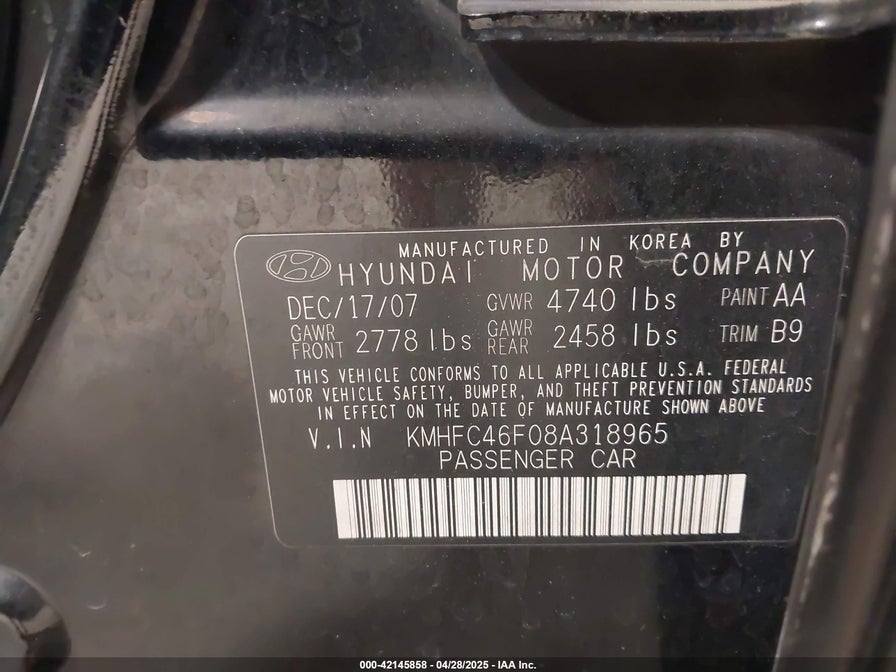 MANUFACTURED IN KOREA BY
HYUNDAI MOTOR COMPANY
DEC/17/07 GVWR 4740 lbs PAINT AA
GAWR FRONT 2778 lbs GAWR REAR 2458 lbs TRIM B9
THIS VEHICLE CONFORMS TO ALL APPLICABLE U.S.A. FEDERAL
MOTOR VEHICLE SAFETY, BUMPER, AND THEFT PREVENTION STANDARDS
IN EFFECT ON THE DATE OF MANUFACTURE SHOWN ABOVE
V.I.N KMHFC46F08A318965
PASSENGER CAR
000-42145858 - 04/28/2025 - IAA Inc.